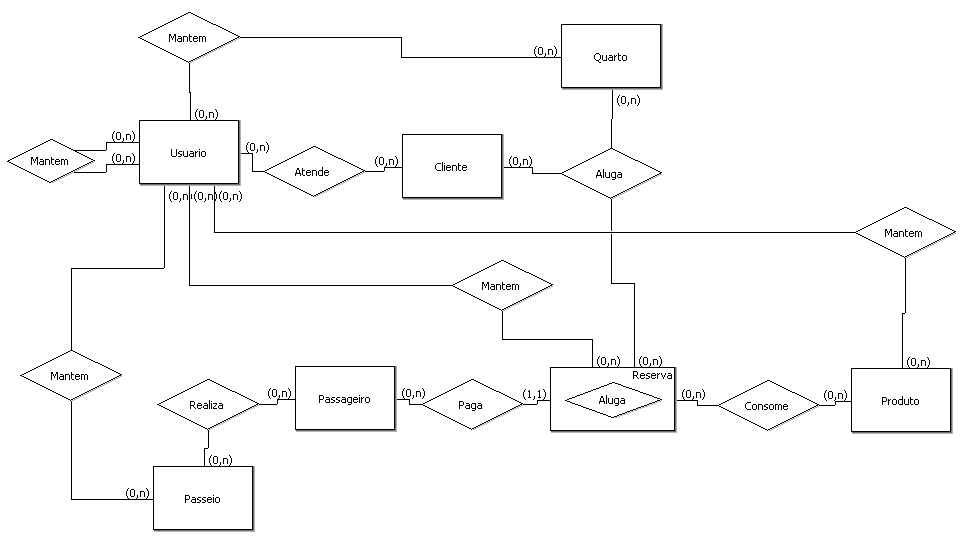 Mantem
(0,n)
Quarto
(0,n)
(0,n)
(0,n)
Mantem
(0,n)
Usuario
(0,n)
Atende
(0,n)
Cliente
(0,n)
Aluga
(0,n)(0,n)(0,n)
Mantem
Mantem
Mantem
(0,n)
(0,n)
(0,n)
Realiza
(0,n)
Passageiro
(0,n)
Paga
(1,1)
Reserva
Aluga
(0,n)
Consome
(0,n)
Produto
(0,n)
(0,n)
Passeio